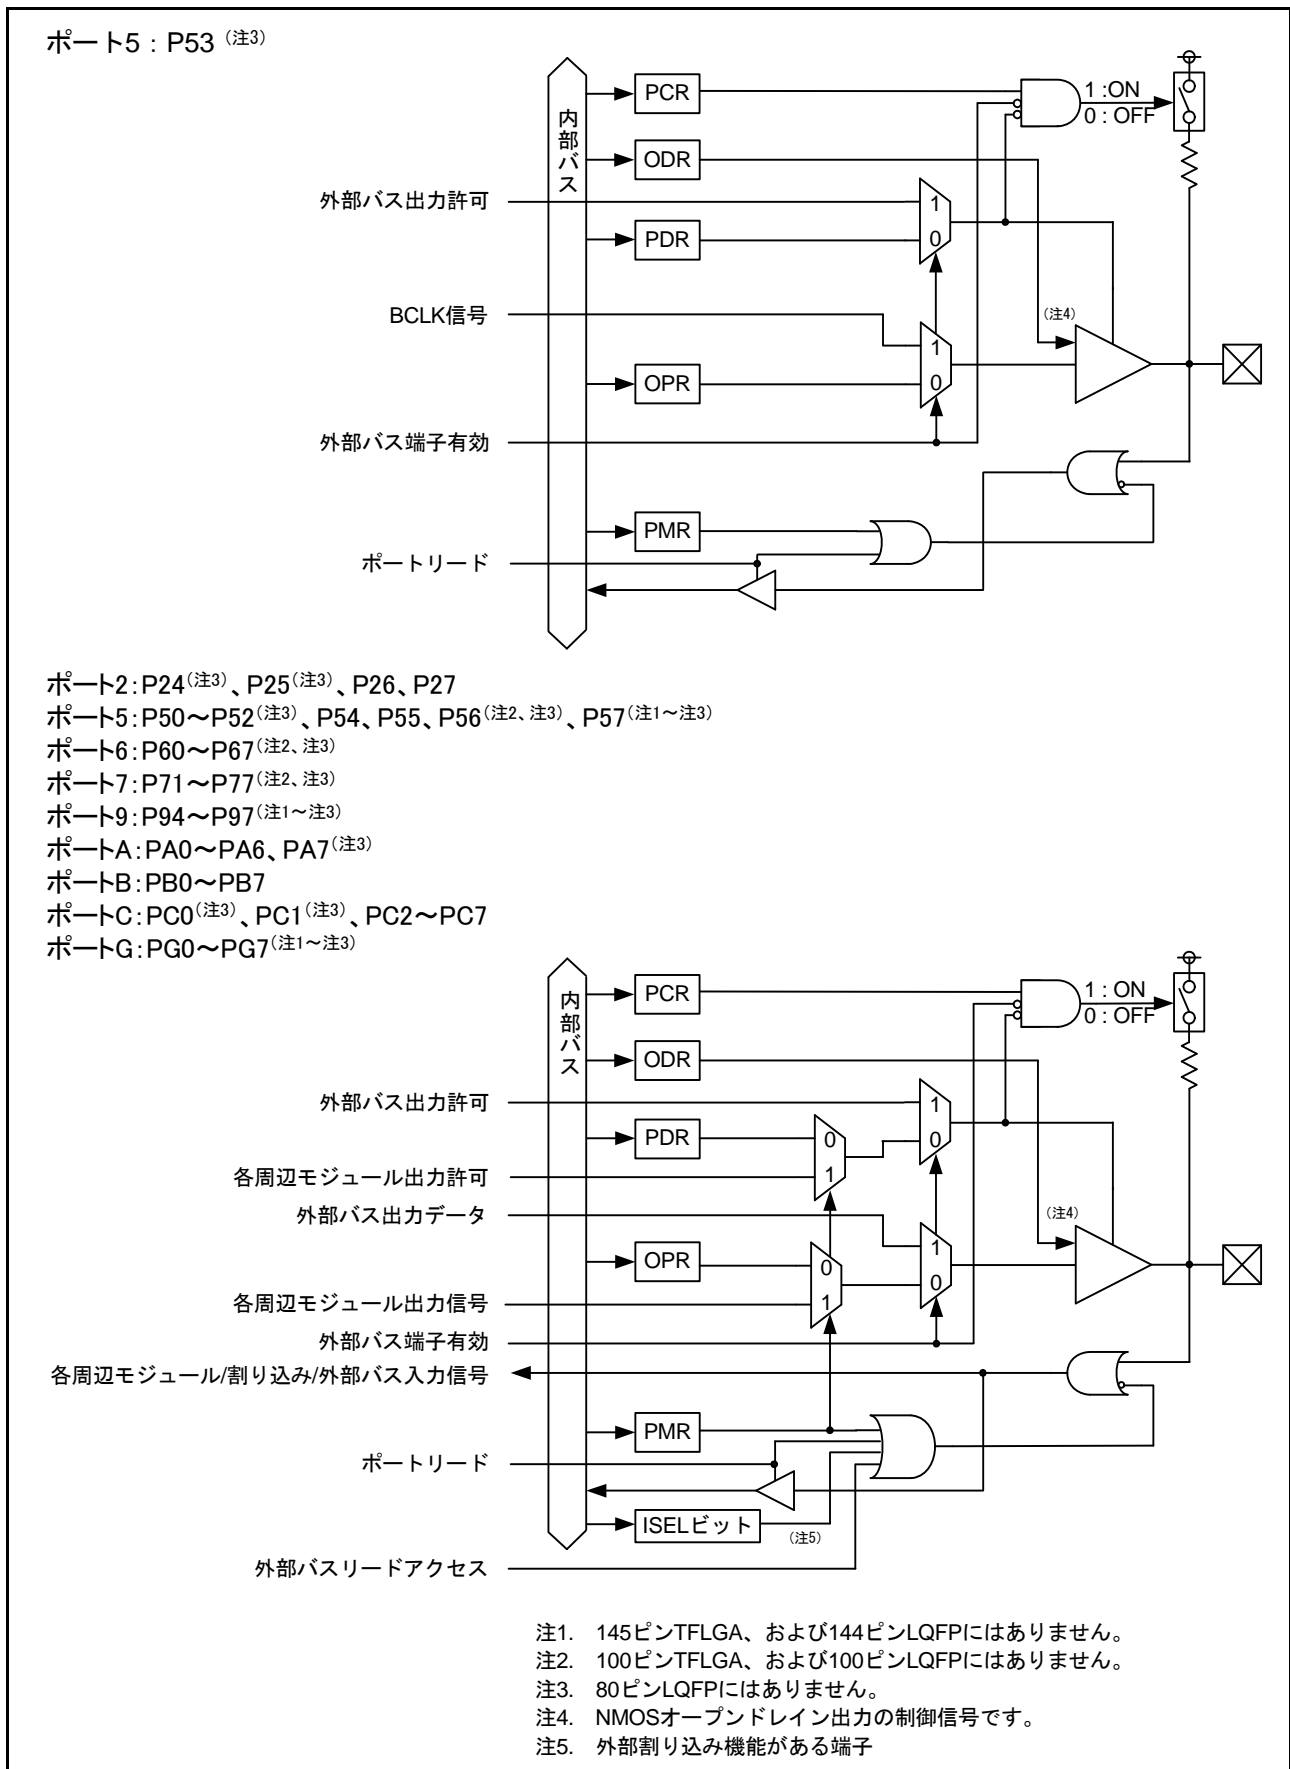 ポート5 : P53 (注3)
内部バス
PCR
1 :ON
0 : OFF
ODR
外部バス出力許可
1
PDR
0
BCLK信号
(注4)
1
OPR
0
外部バス端子有効
PMR
ポートリード
ポート2:P24(注3)、P25(注3)、P26、P27
ポート5:P50～P52(注3)、P54、P55、P56(注2、注3)、P57(注1～注3)
ポート6:P60～P67(注2、注3)
ポート7:P71～P77(注2、注3)
ポート9:P94～P97(注1～注3)
ポートA:PA0～PA6、PA7(注3)
ポートB:PB0～PB7
ポートC:PC0(注3)、PC1(注3)、PC2～PC7
ポートG:PG0～PG7(注1～注3)
内部バス
PCR
1 : ON
0 : OFF
ODR
外部バス出力許可
1
PDR
0
0
各周辺モジュール出力許可
1
外部バス出力データ
(注4)
1
OPR
0
0
各周辺モジュール出力信号
1
外部バス端子有効
各周辺モジュール/割り込み/外部バス入力信号
PMR
ポートリード
ISELビット
(注5)
外部バスリードアクセス
注1. 145ピンTFLGA、および144ピンLQFPにはありません。
注2. 100ピンTFLGA、および100ピンLQFPにはありません。
注3. 80ピンLQFPにはありません。
注4. NMOSオープンドレイン出力の制御信号です。
注5. 外部割り込み機能がある端子